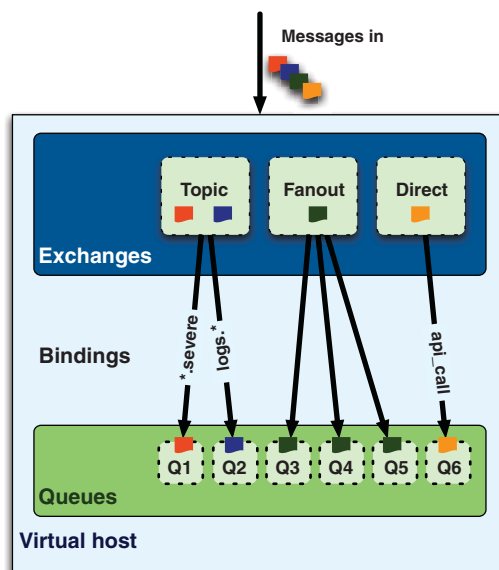 Messages in
Topic
Fanout
Direct
Exchanges
Bindings
*.severe
logs.*
api_call
Q1
Q2
Q3
Q4
Q5
Q6
Queues
Virtual host